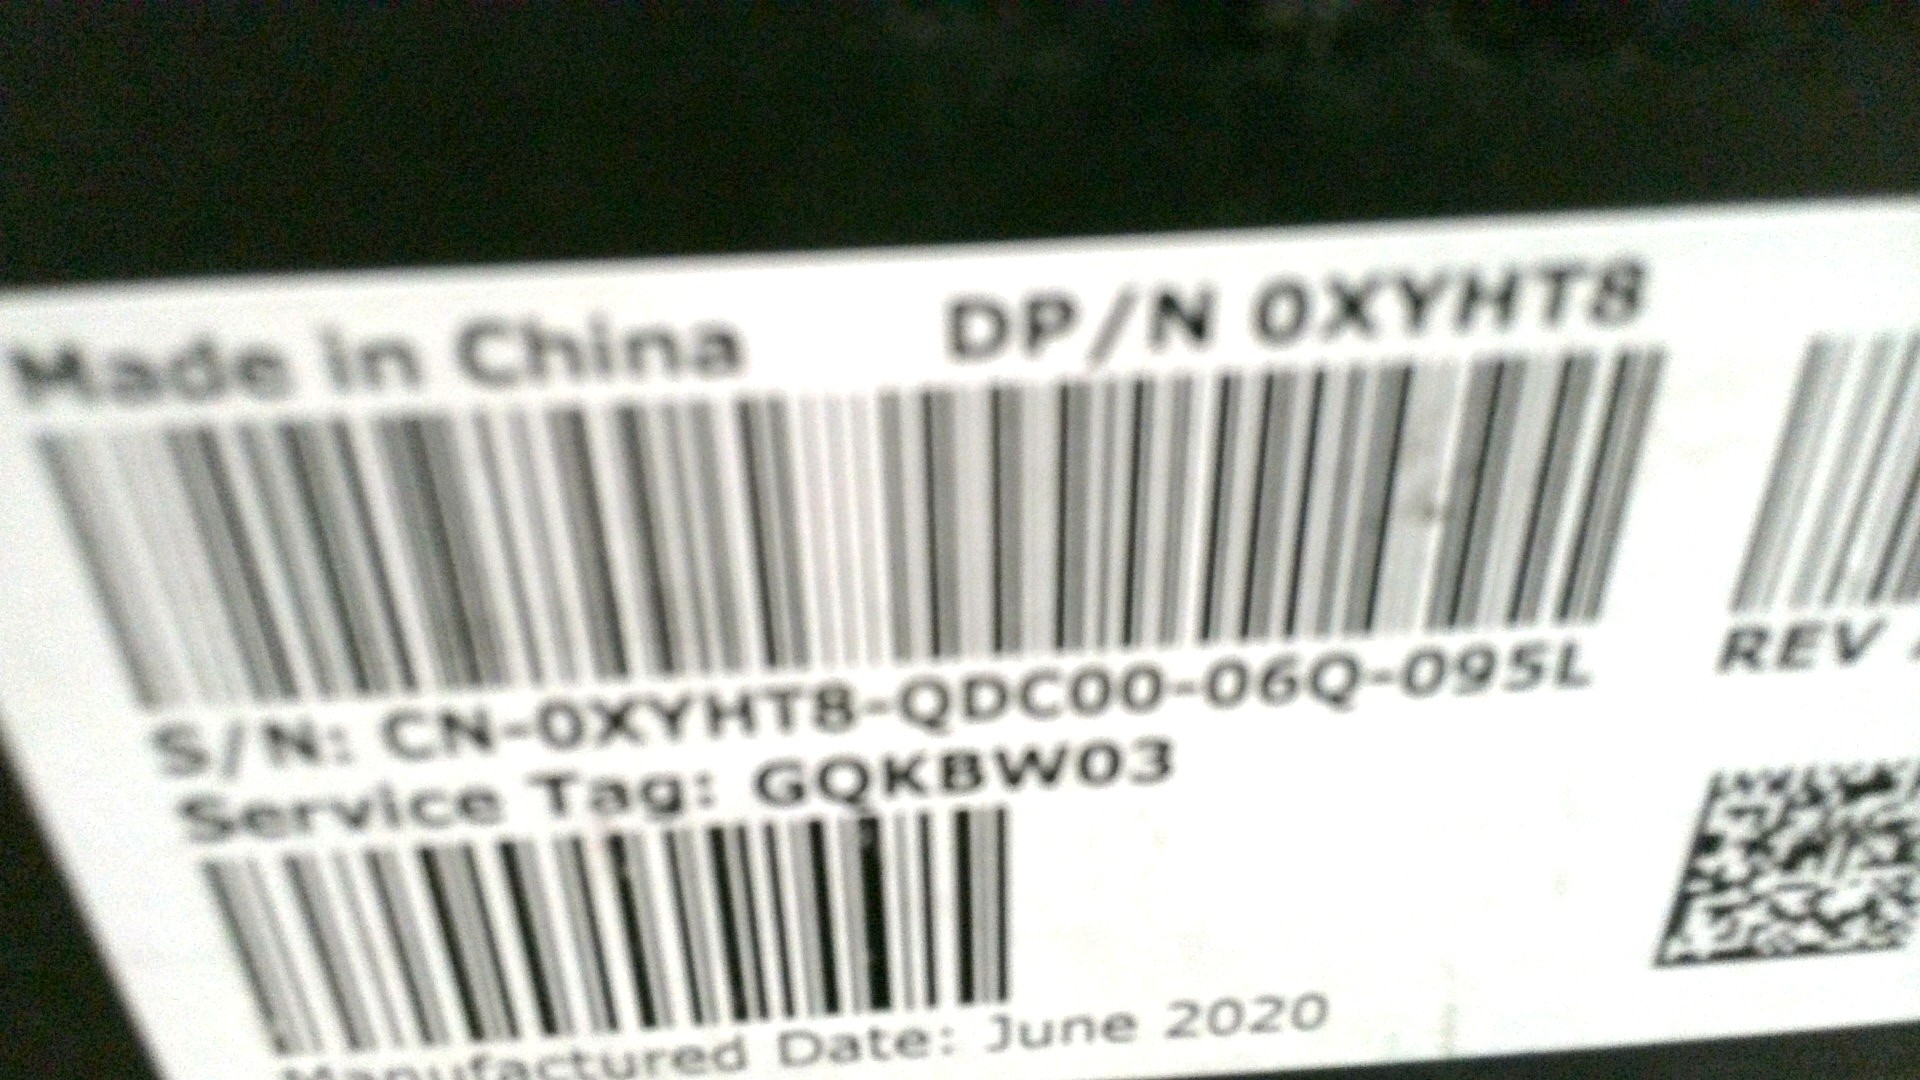 Made in China DP/N 0XYHT8
S/N: CN-0XYHT8-QDC00-06Q-095L
REV
Service Tag: GQKBW03
Manufactured Date: June 2020